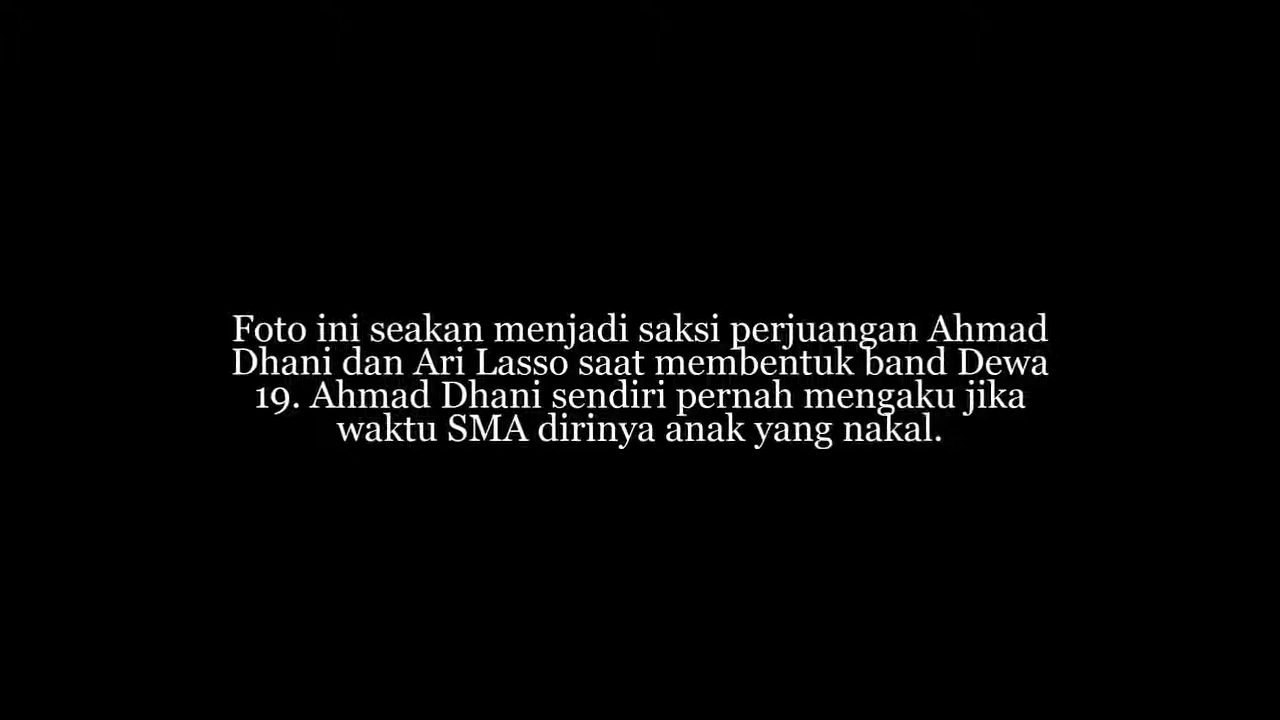 Foto ini seakan menjadi saksi perjuangan Ahmad
Dhani dan Ari Lasso saat membentuk band Dewa
19. Ahmad Dhani sendiri pernah mengaku jika
waktu SMA dirinya anak yang nakal.